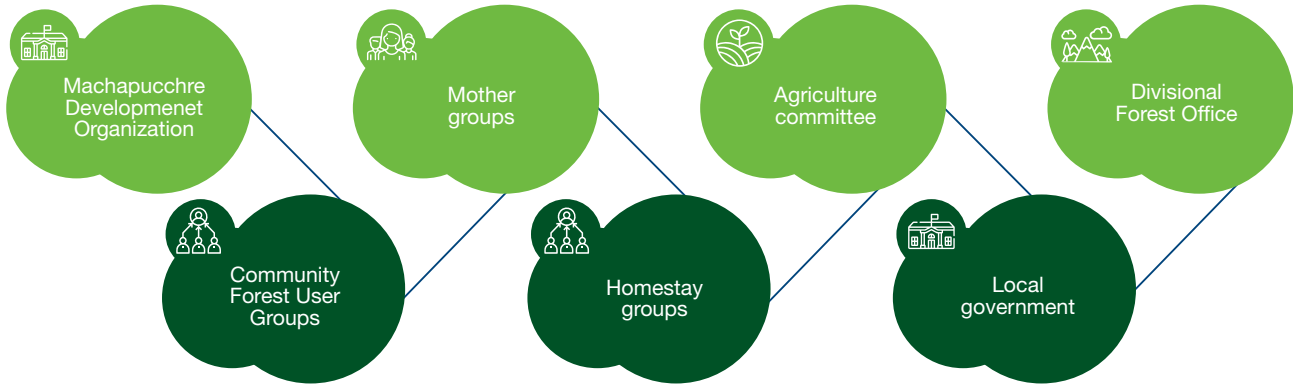 Machapucchre
Developmenet
Organization
Mother
groups
Agriculture
committee
Divisional
Forest Office
Community
Forest User
Groups
Homestay
groups
Local
government